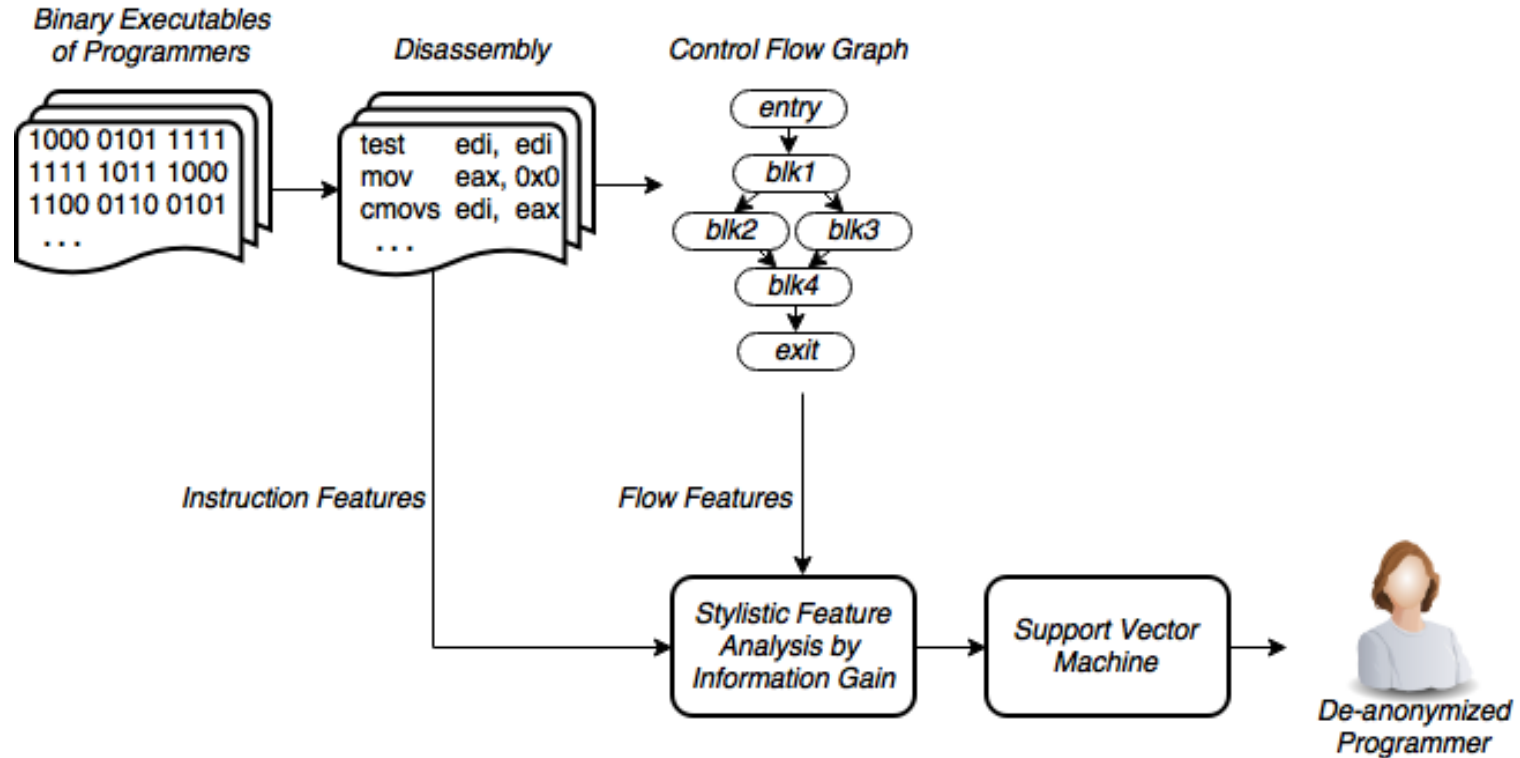 Binary Executables
of Programmers
Disassembly
Control Flow Graph
1000 0101 1111
1111 1011 1000
1100 0110 0101
...
test edi, edi
mov eax, 0x0
cmovs edi, eax
...
entry
blk1
blk2
blk3
blk4
exit
Instruction Features
Flow Features
Stylistic Feature
Analysis by
Information Gain
Support Vector
Machine
De-anonymized
Programmer